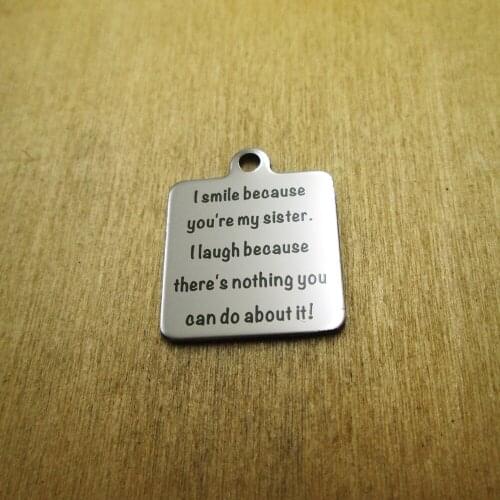 I smile because
you're my sister.
I laugh because
there's nothing you
can do about it!